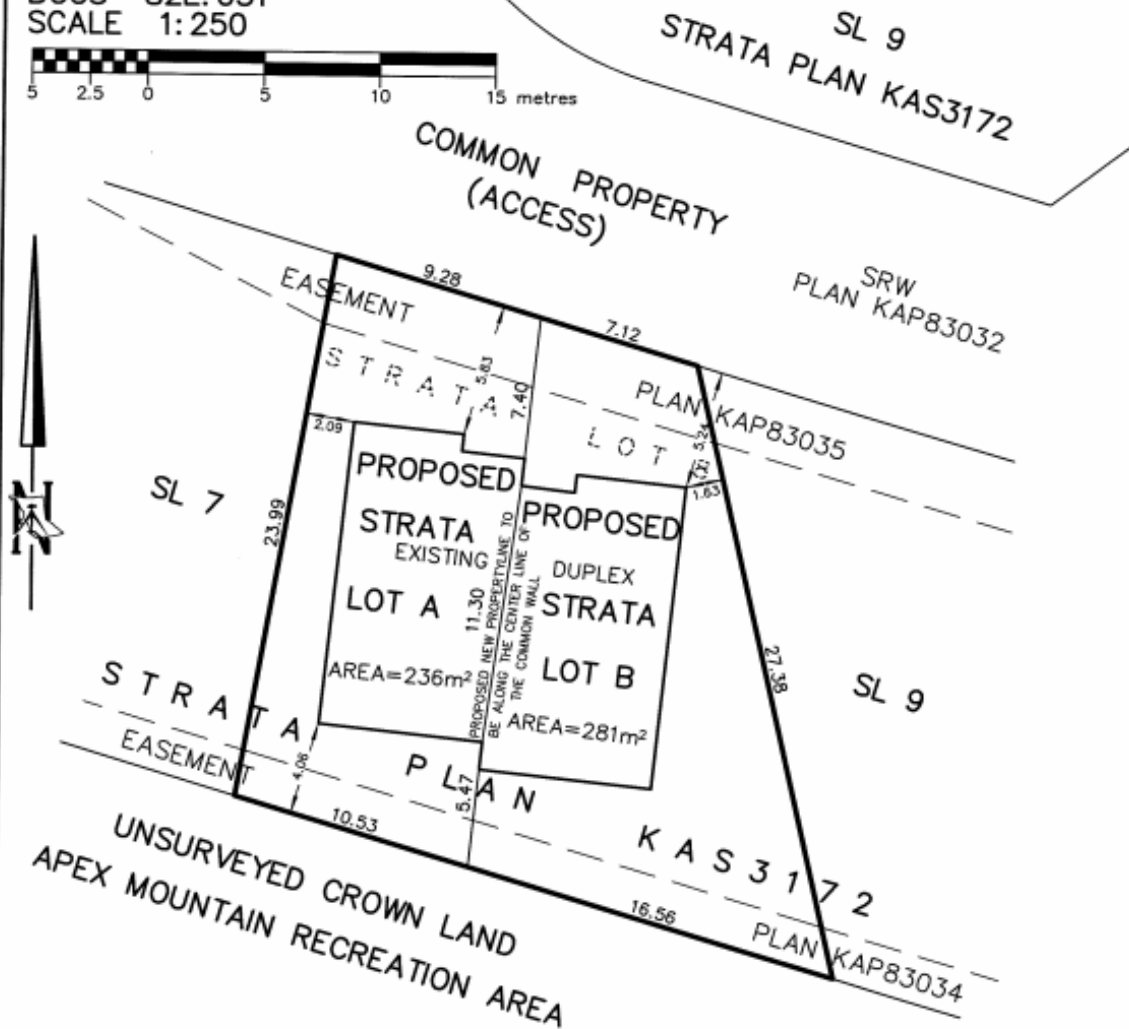 SCALE 1:250
5 2.5 0 5 10 15 metres
SL 9
STRATA PLAN KAS3172
COMMON PROPERTY
(ACCESS)
SRW
PLAN KAP83032
EASEMENT
9.28
7.12
5.83
7.40
STRATA LOT
PLAN KAP83035
5.24
2.09
1.63
N
SL 7
23.99
PROPOSED
STRATA
EXISTING
LOT A
AREA=236m²
11.30
PROPOSED NEW PROPERTYLINE TO
BE ALONG THE CENTER LINE OF
THE COMMON WALL
PROPOSED
DUPLEX
STRATA
LOT B
AREA=281m²
27.38
SL 9
STRATA PLAN KAS3172
EASEMENT
4.06
5.47
10.53
16.56
PLAN KAP83034
UNSURVEYED CROWN LAND
APEX MOUNTAIN RECREATION AREA